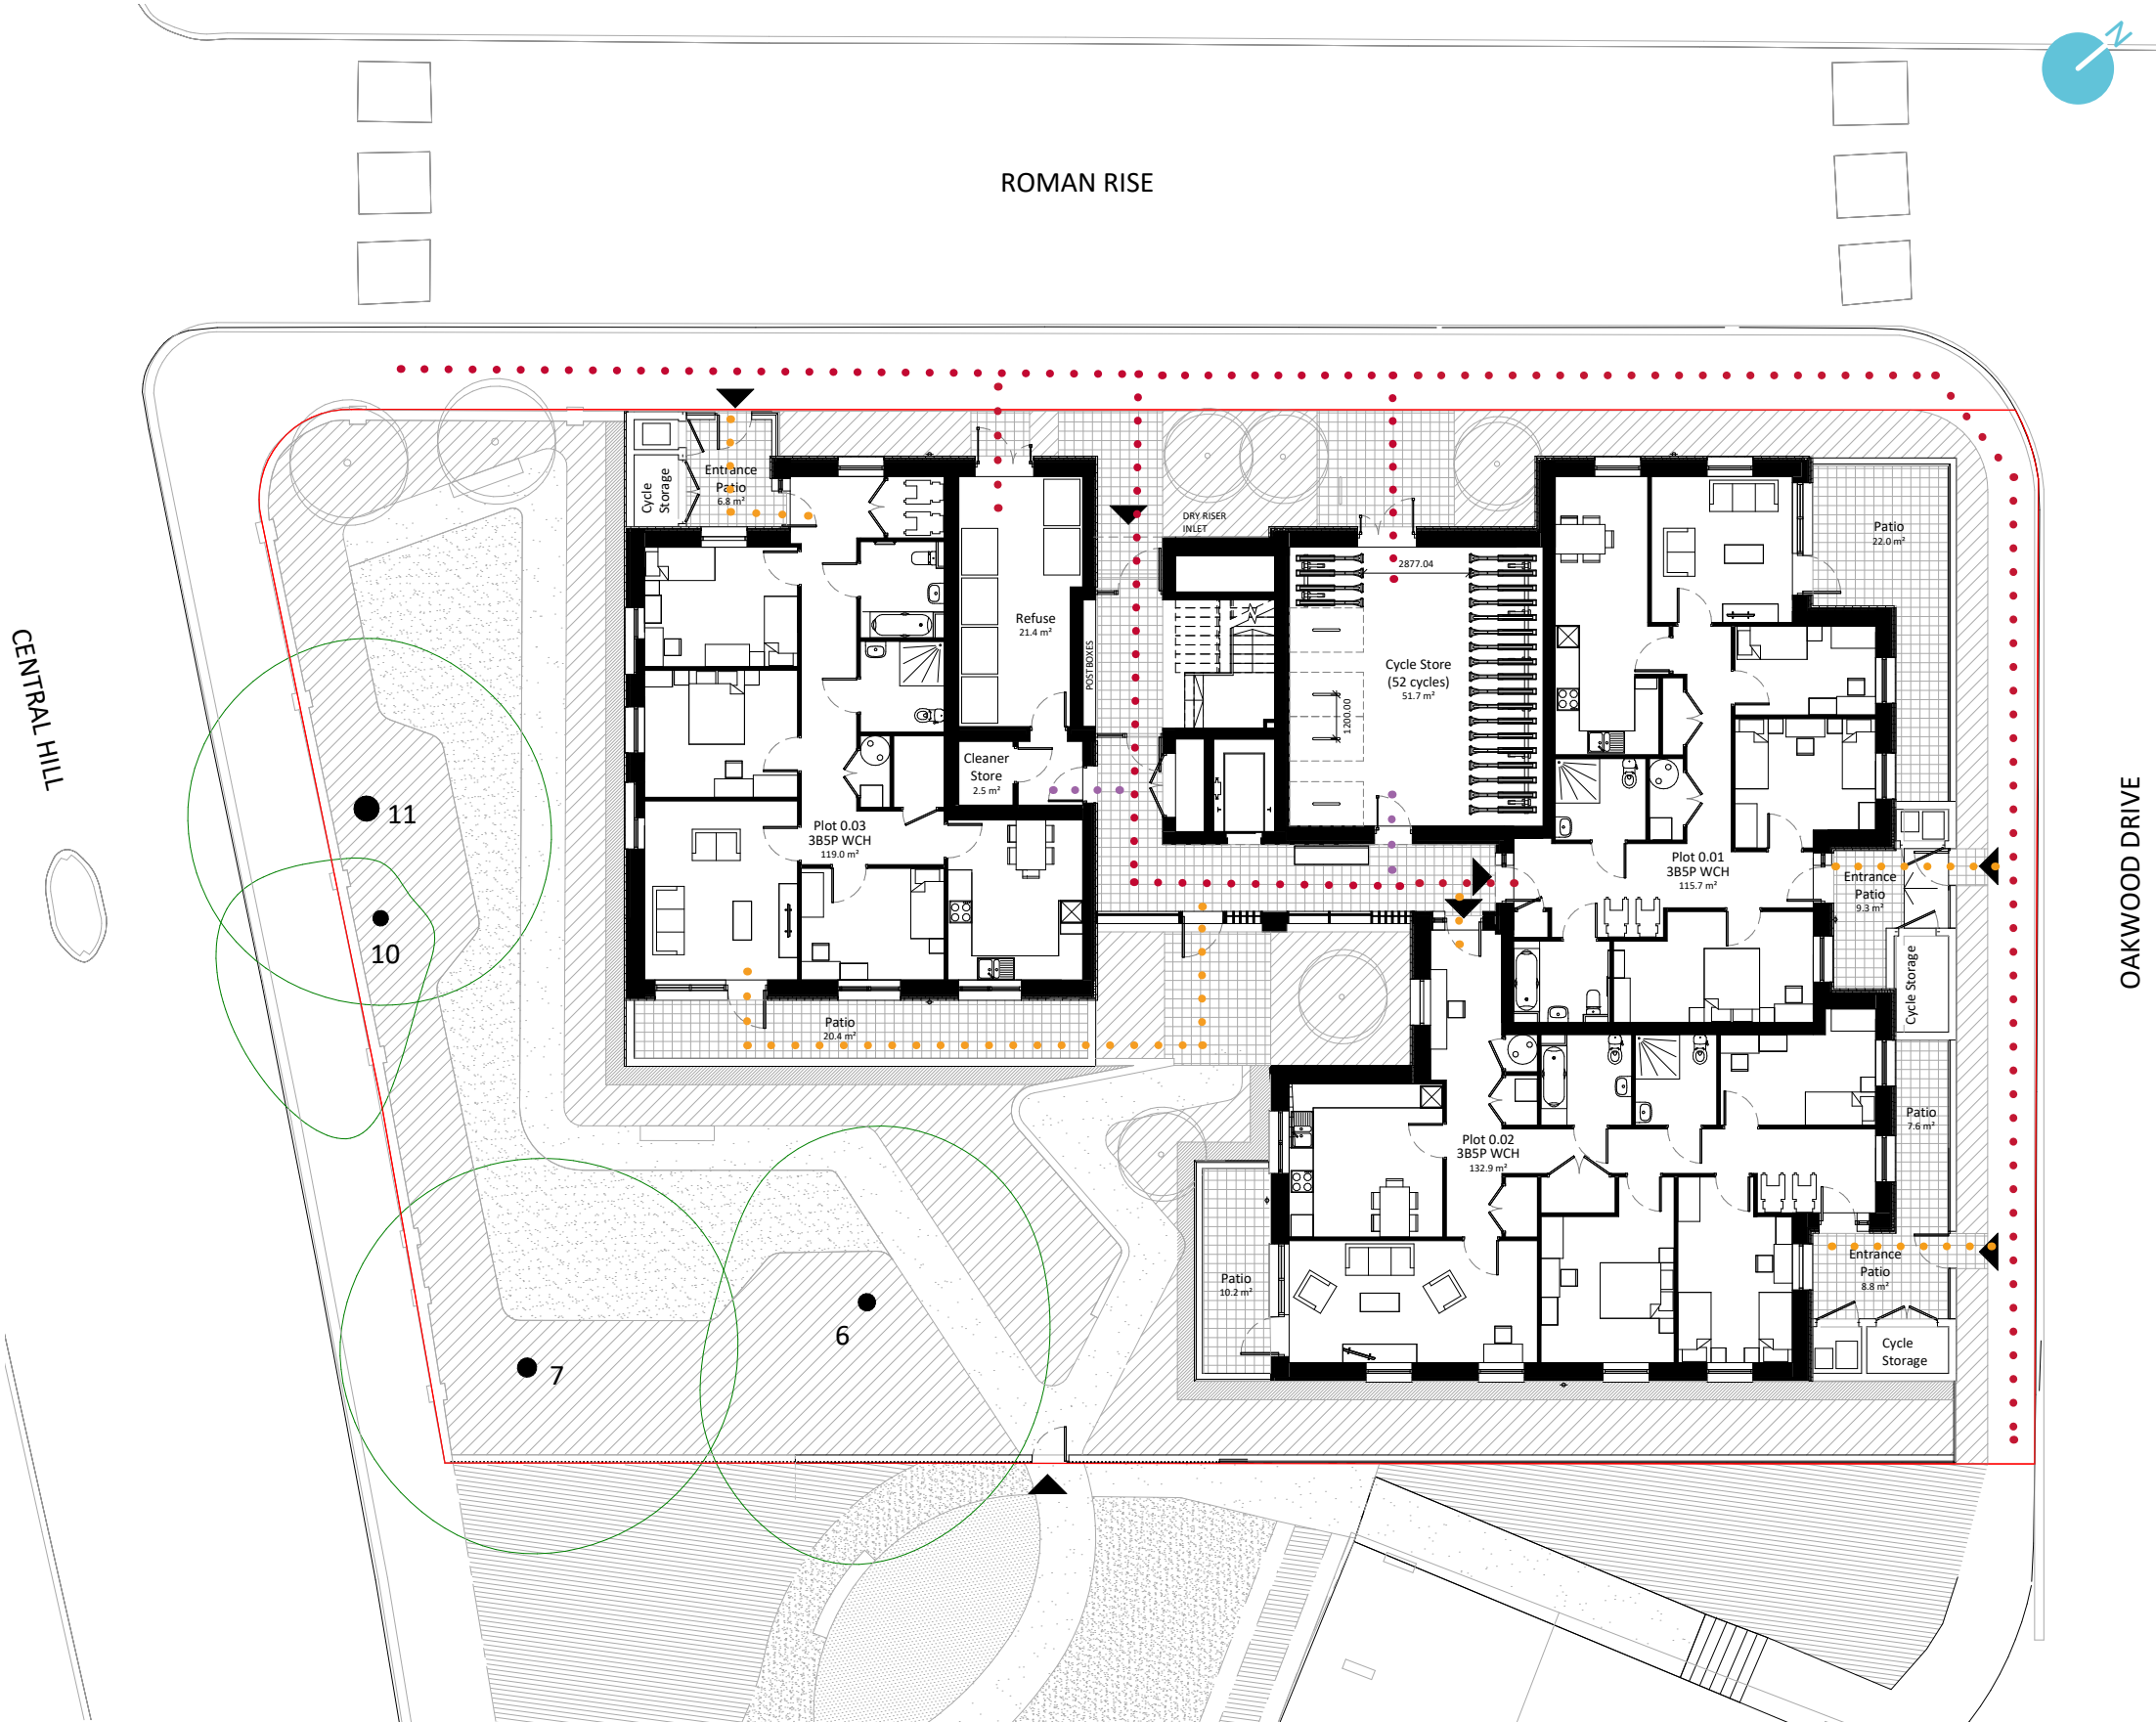 N
ROMAN RISE
CENTRAL HILL
OAKWOOD DRIVE
Entrance
Patio
6.8 m²
Cycle
Storage
DRY RISER
INLET
Refuse
21.4 m²
POST BOXES
2877.04
Cycle Store
(52 cycles)
51.7 m²
1200.00
Patio
22.0 m²
Cleaner
Store
2.5 m²
Plot 0.03
3B5P WCH
119.0 m²
Plot 0.01
3B5P WCH
115.7 m²
Entrance
Patio
9.3 m²
Cycle Storage
11
10
Patio
20.4 m²
Patio
7.6 m²
Plot 0.02
3B5P WCH
132.9 m²
Patio
10.2 m²
Entrance
Patio
8.8 m²
Cycle
Storage
6
7